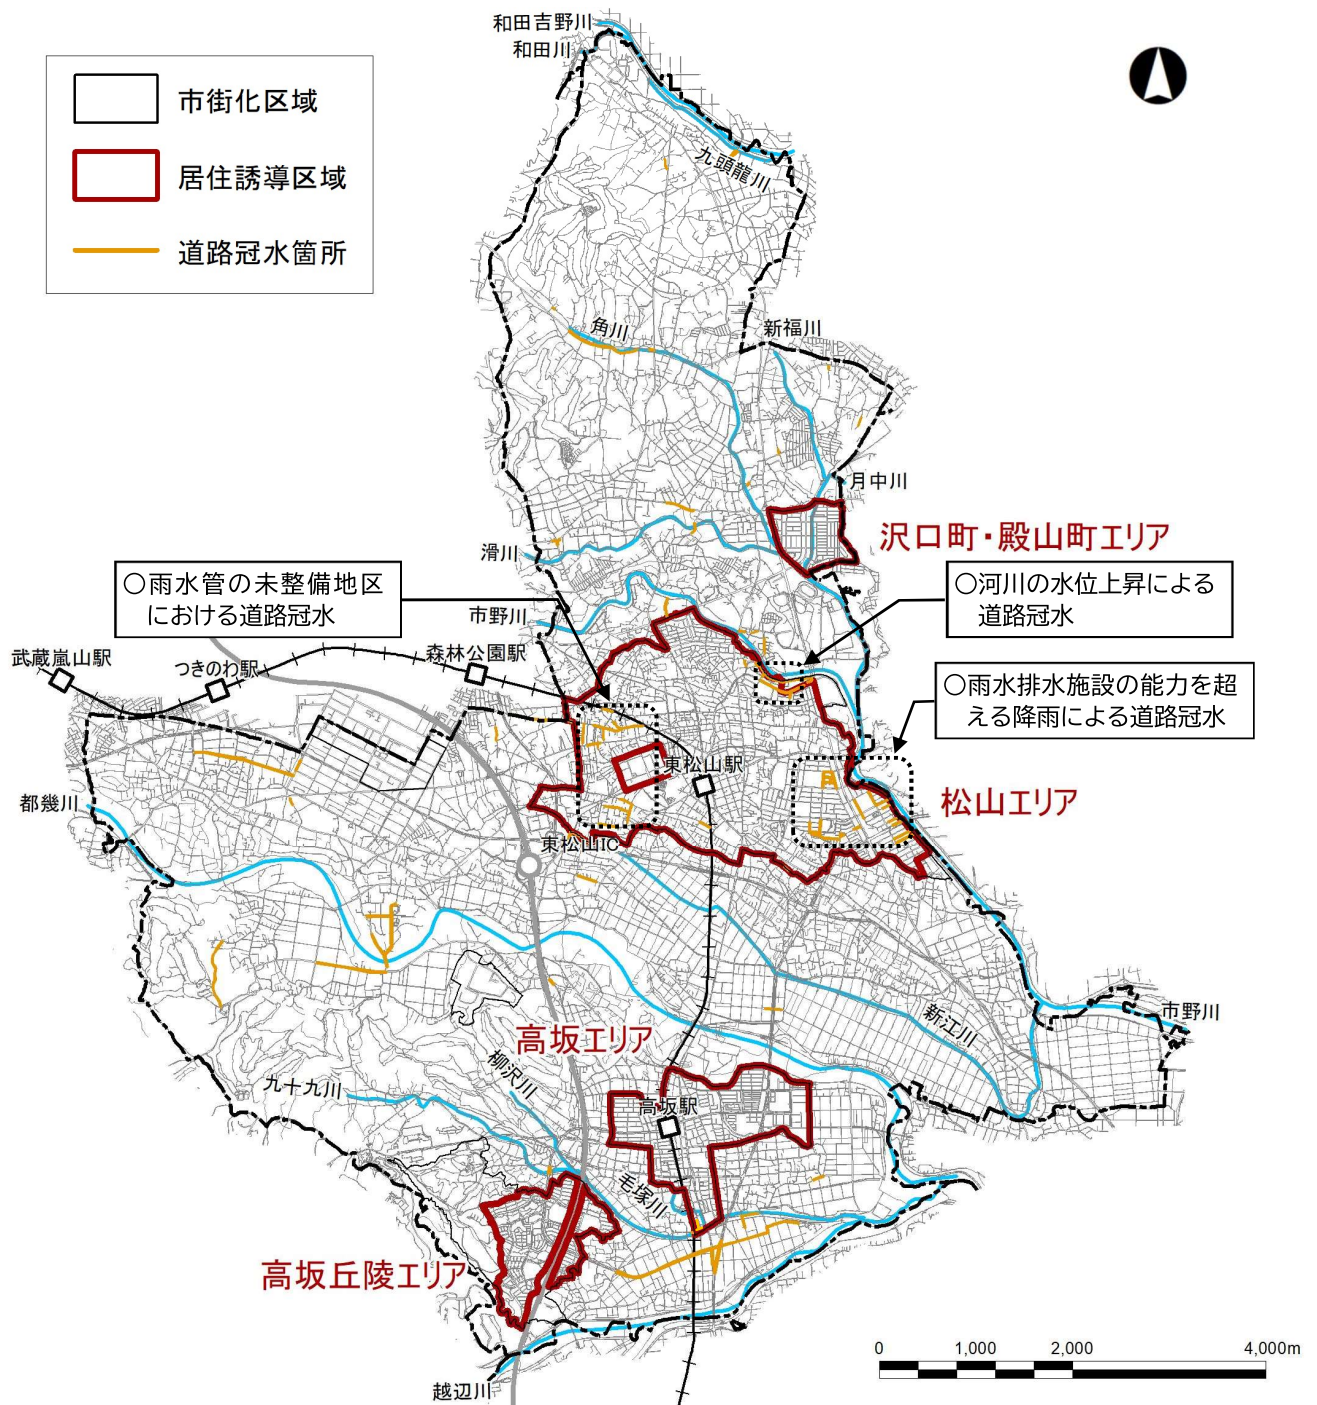 和田吉野川
和田川
市街化区域
居住誘導区域
道路冠水箇所
九頭龍川
角川
新福川
月中川
沢口町・殿山町エリア
滑川
○雨水管の未整備地区
における道路冠水
○河川の水位上昇による
道路冠水
市野川
武蔵嵐山駅
つきのわ駅
森林公園駅
○雨水排水施設の能力を超
える降雨による道路冠水
東松山駅
都幾川
松山エリア
東松山IC
市野川
新江川
高坂エリア
柳沢川
九十九川
高坂駅
毛塚川
高坂丘陵エリア
越辺川
0 1,000 2,000 4,000m